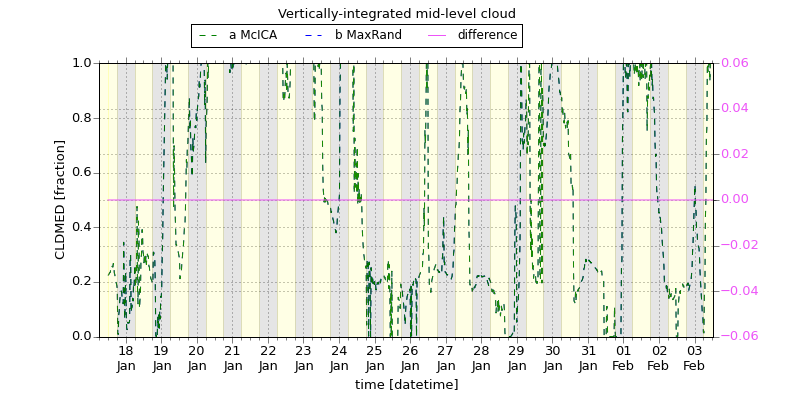 Vertically-integrated mid-level cloud
a McICA b MaxRand difference
1.0 0.06
0.8 0.04
0.02
0.6
0.00
0.4
−0.02
0.2 −0.04
0.0 −0.06
CLDMED [fraction]
18 19 20 21 22 23 24 25 26 27 28 29 30 31 01 02 03
Jan Jan Jan Jan Jan Jan Jan Jan Jan Jan Jan Jan Jan Jan Feb Feb Feb
time [datetime]